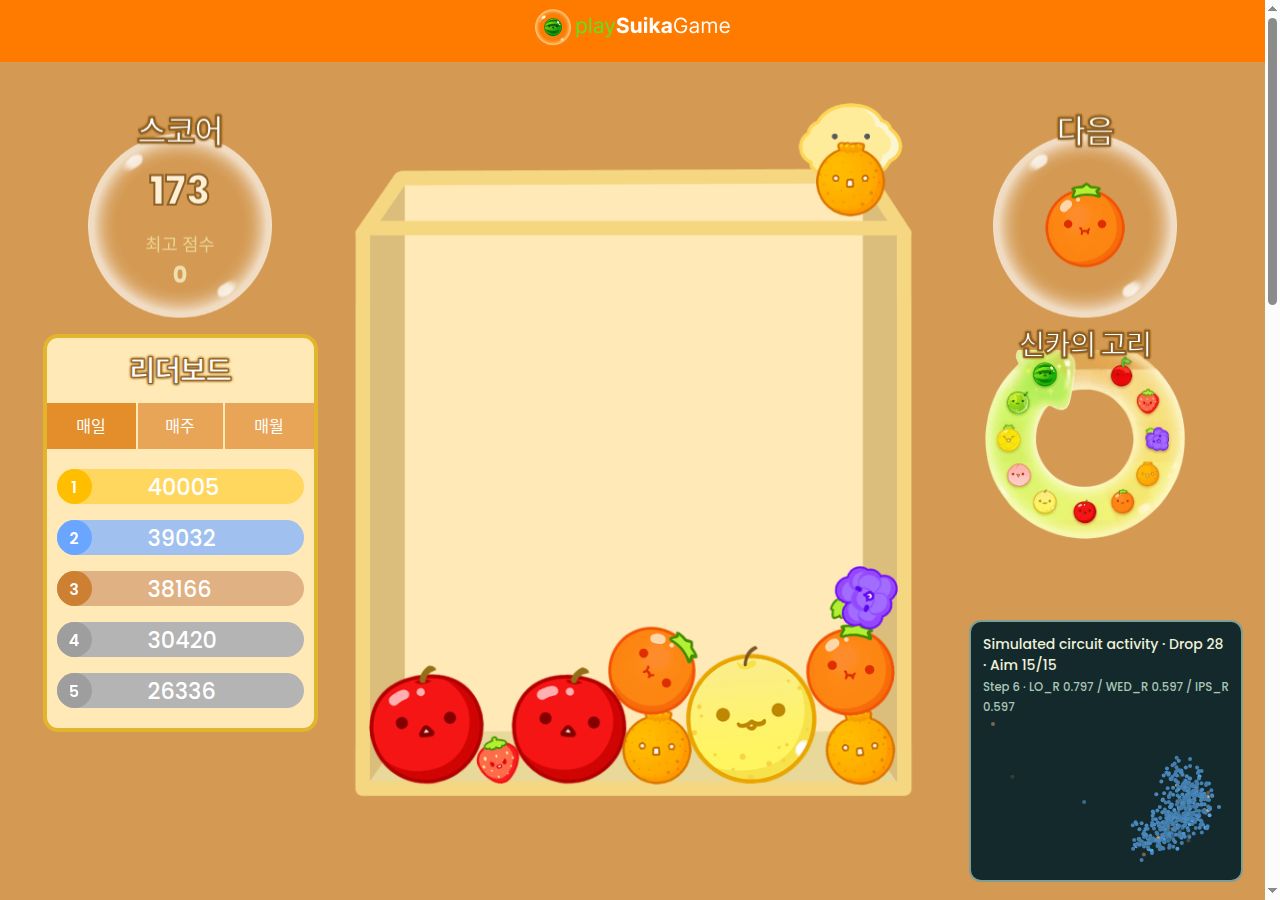 playSuikaGame
스코어
173
최고 점수
0
다음
리더보드
매일 매주 매월
1 40005
2 39032
3 38166
4 30420
5 26336
신카의 고리
Simulated circuit activity · Drop 28
· Aim 15/15
Step 6 · LO_R 0.797 / WED_R 0.597 / IPS_R
0.597